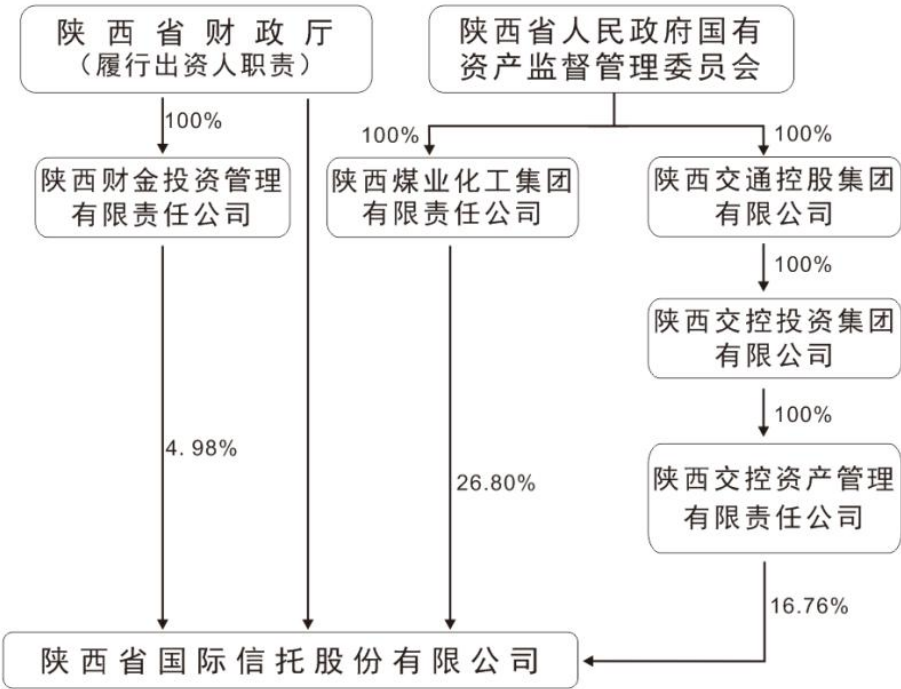 陕西省财政厅
（履行出资人职责）
陕西省人民政府国有
资产监督管理委员会
100%
100%
100%
陕西财金投资管理
有限责任公司
陕西煤业化工集团
有限责任公司
陕西交通控股集团
有限公司
100%
陕西交控投资集团
有限公司
100%
4.98%
26.80%
陕西交控资产管理
有限责任公司
16.76%
陕西省国际信托股份有限公司